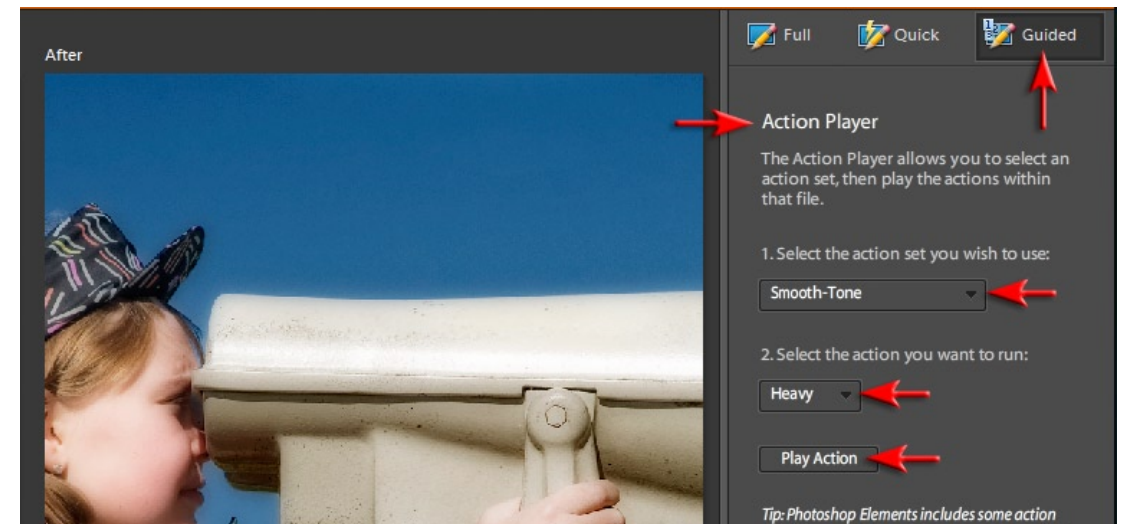 After
Full
Quick
Guided
Action Player
The Action Player allows you to select an
action set, then play the actions within
that file.
1. Select the action set you wish to use:
Smooth-Tone
2. Select the action you want to run:
Heavy
Play Action
Tip: Photoshop Elements includes some action